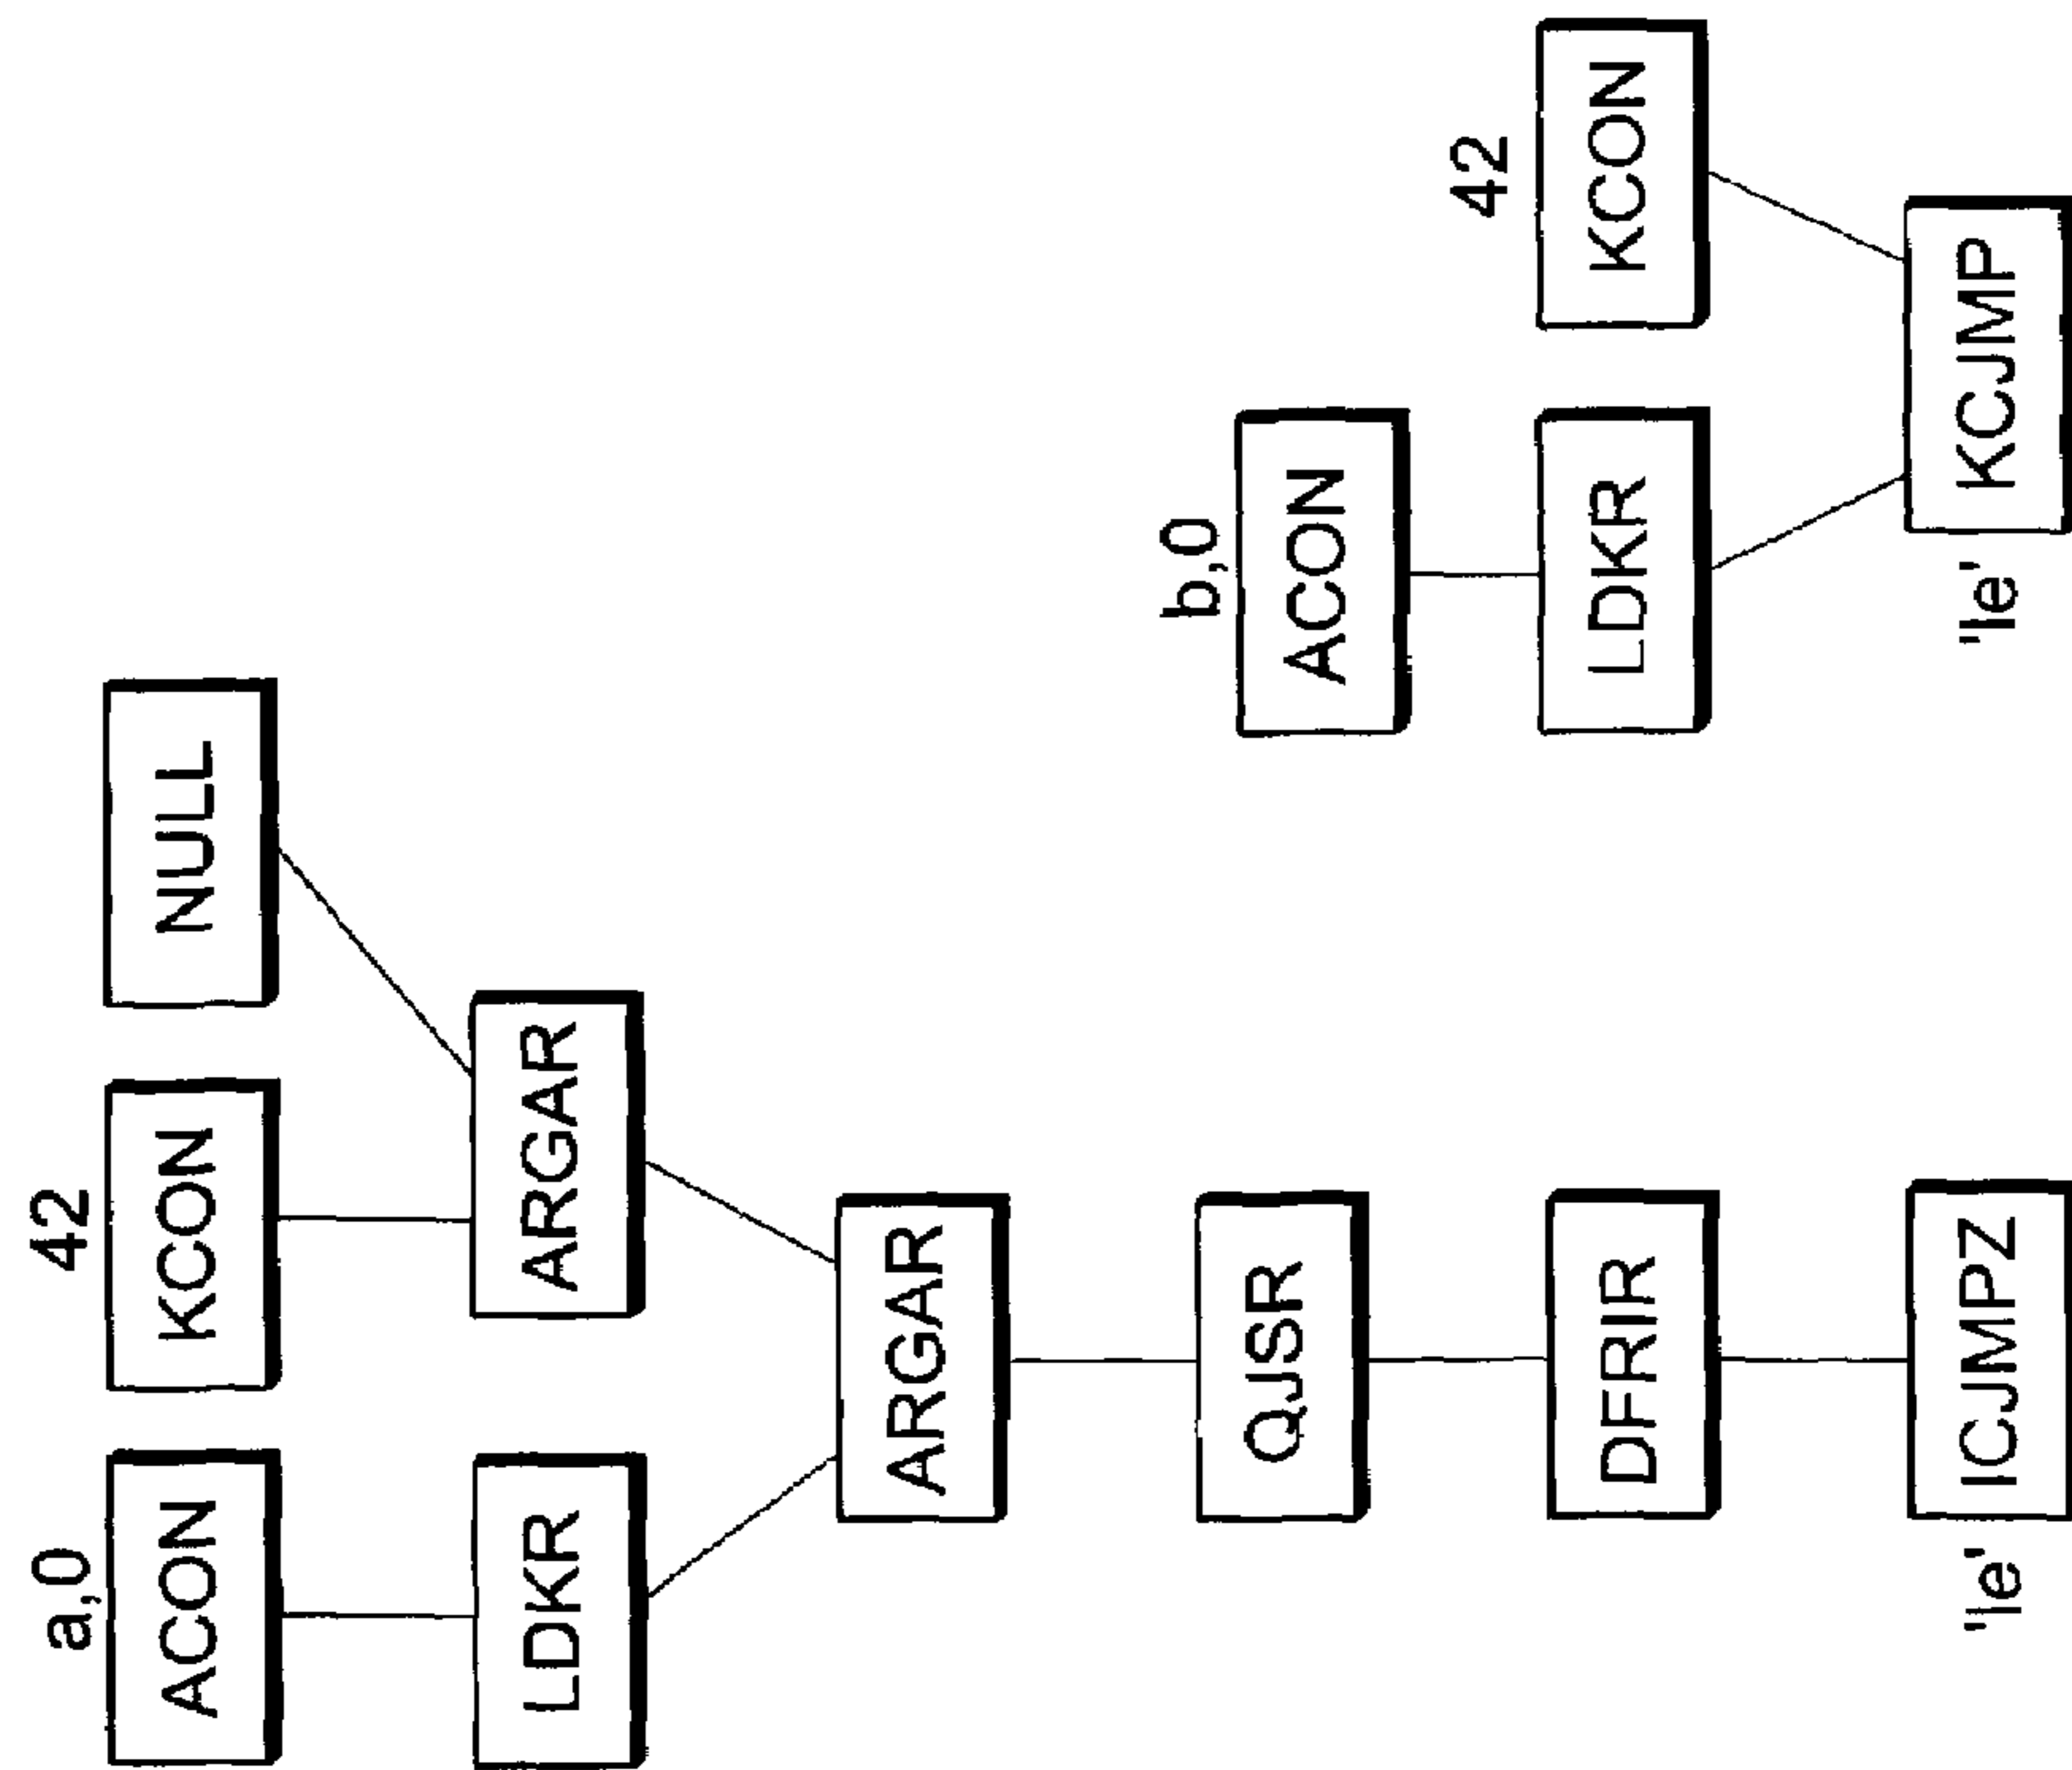 a,0
42
ACON
KCON
NULL
LDKR
ARGAR
ARGAR
QJSR
DFRIR
'le'
ICJMPZ
b,0
ACON
42
LDKR
KCON
'le'
KCJMP